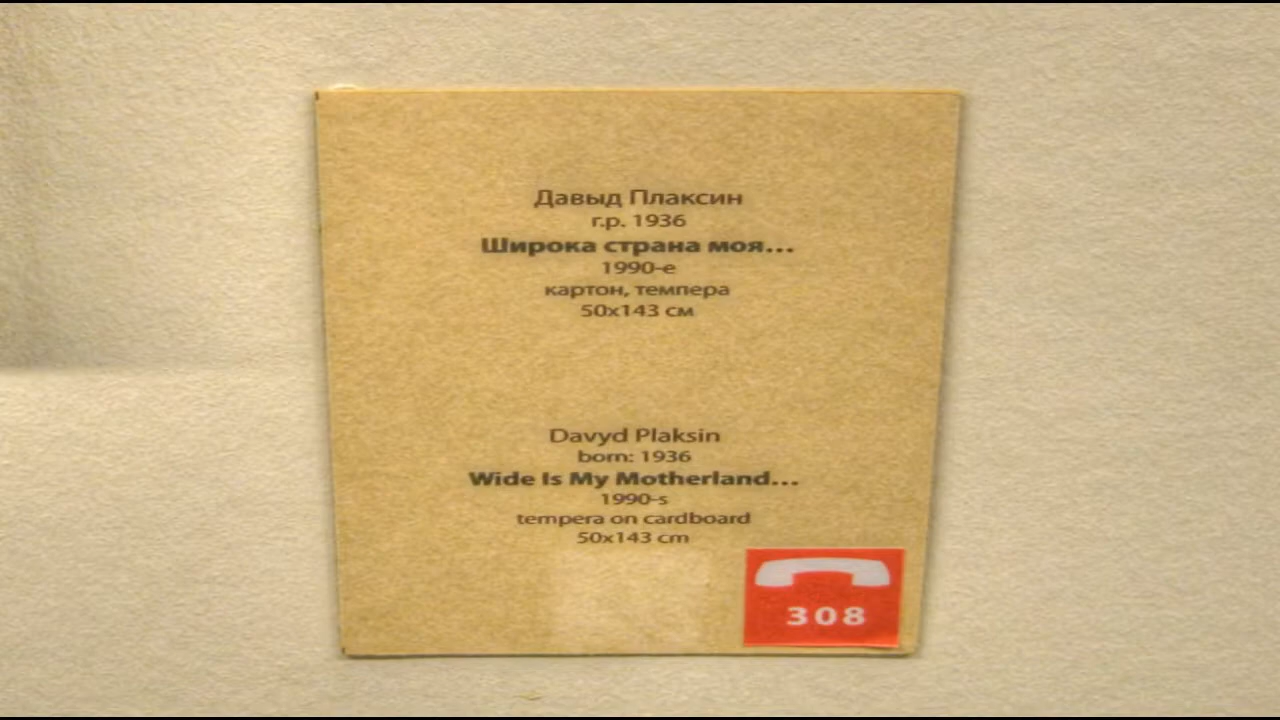 Давыд Плаксин
г.р. 1936
Широка страна моя...
1990-е
картон, темпера
50х143 см
Davyd Plaksin
born: 1936
Wide Is My Motherland...
1990-s
tempera on cardboard
50x143 cm
308